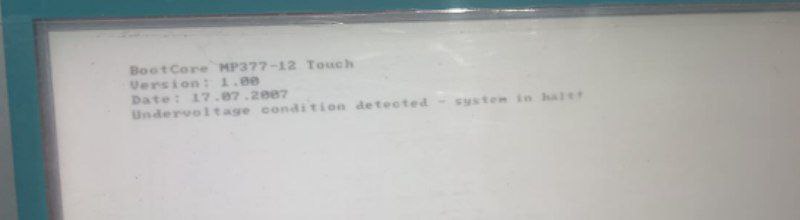 BootCore MP377-12 Touch
Version: 1.00
Date: 17.07.2007
Undervoltage condition detected - system in halt!